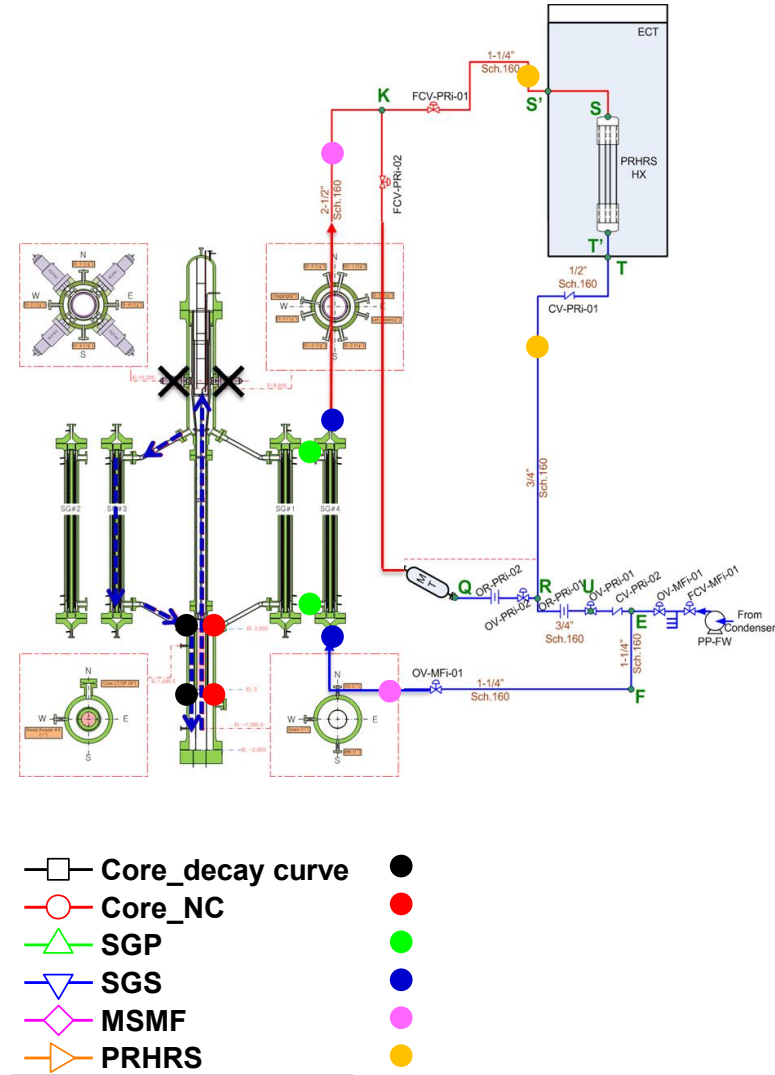 ECT
1-1/4"
Sch.160
K
FCV-PRi-01
S'
S
FCV-PRi-02
PRHRS
HX
2-1/2"
Sch.160
T'
T
1/2"
Sch.160
CV-PRi-01
N
W
E
S
N
W
E
S
3/4"
Sch.160
SG#2
SG#3
SG#1
SG#4
MT
Q
OR-PRi-02
OV-PRi-02
R
OR-PRi-01
U
OV-PRi-01
CV-PRi-02
E
OV-MFi-01
FCV-MFi-01
From
Condenser
PP-FW
3/4"
Sch.160
1-1/4"
Sch.160
F
OV-MFi-01
1-1/4"
Sch.160
N
W
E
S
N
W
E
S
Core_decay curve
Core_NC
SGP
SGS
MSMF
PRHRS